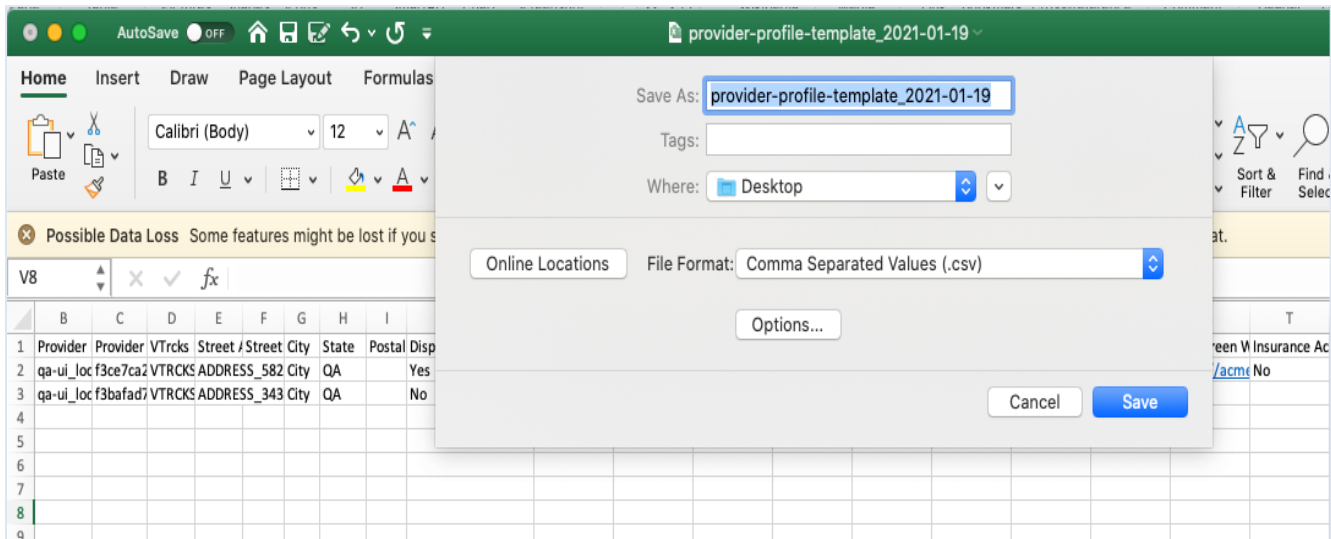 AutoSave OFF provider-profile-template_2021-01-19
Home Insert Draw Page Layout Formulas
Save As: provider-profile-template_2021-01-19
Tags:
Where: Desktop
Paste
Calibri (Body) 12
B I U A
Sort & Filter
Find
Possible Data Loss Some features might be lost if you s
at.
Online Locations File Format: Comma Separated Values (.csv)
V8 fx
Options...
Cancel Save
B C D E F G H I T
1 Provider Provider VTrcks Street City State Postal Disp een Insurance Ac
2 qa-ui_loc f3ce7ca2 VTRCKS ADDRESS_582 City QA Yes /acme No
3 qa-ui_loc f3bafad7 VTRCKS ADDRESS_343 City QA No
4
5
6
7
8
9